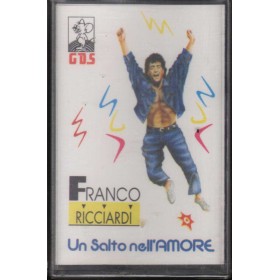 G.D.S
FRANCO
RICCIARDI
Un Salto nell'AMORE